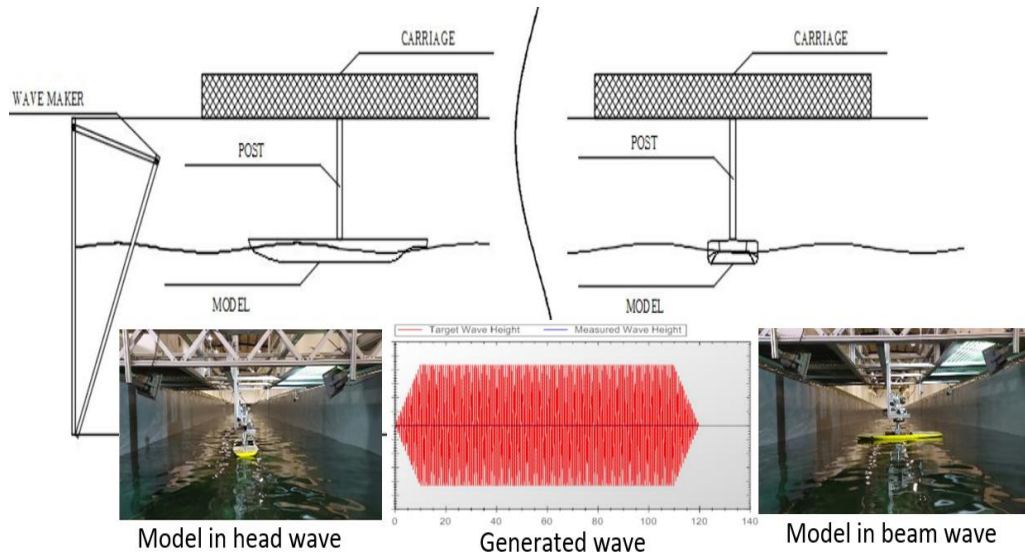 CARRIAGE
CARRIAGE
WAVE MAKER
POST
POST
MODEL
MODEL
Target Wave Height
Measured Wave Height
0 20 40 60 80 100 120 140
Model in head wave
Generated wave
Model in beam wave